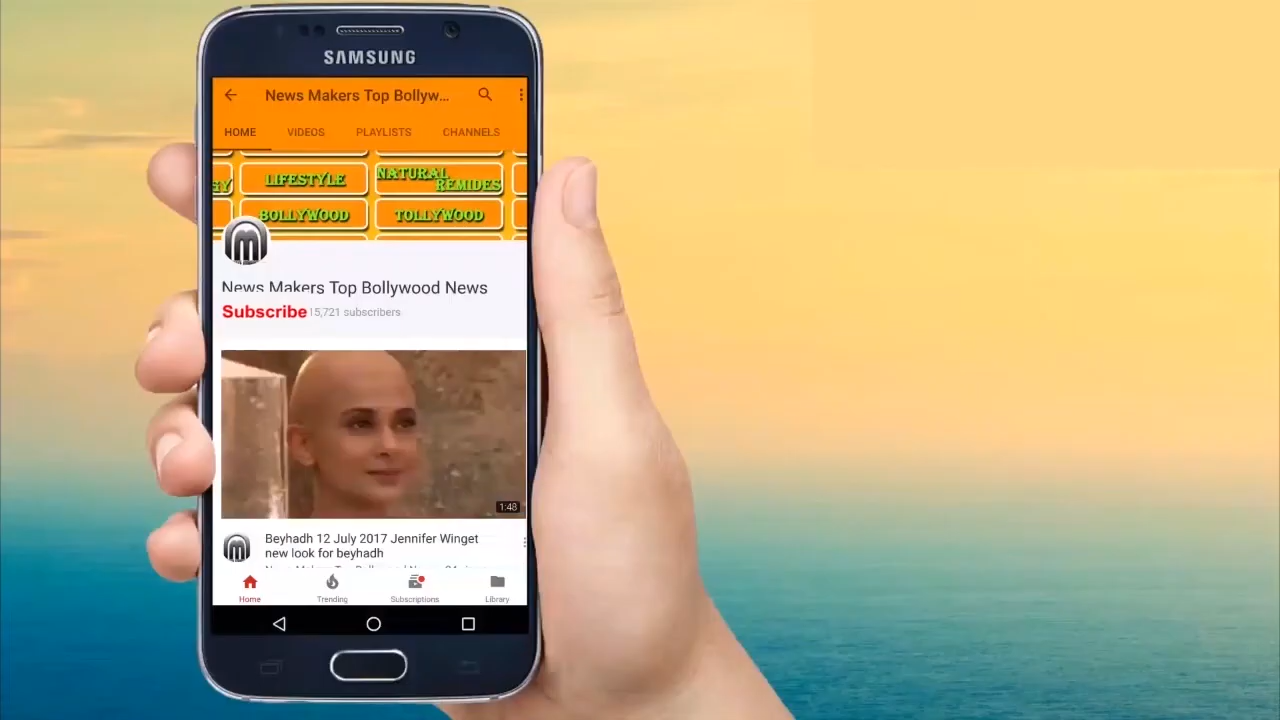 SAMSUNG
News Makers Top Bollyw...
HOME VIDEOS PLAYLISTS CHANNELS
GY LIFESTYLE NATURAL REMIDES
BOLLYWOOD TOLLYWOOD
News Makers Top Bollywood News
Subscribe 15,721 subscribers
1:48
Beyhadh 12 July 2017 Jennifer Winget
new look for beyhadh
Home Trending Subscriptions Library